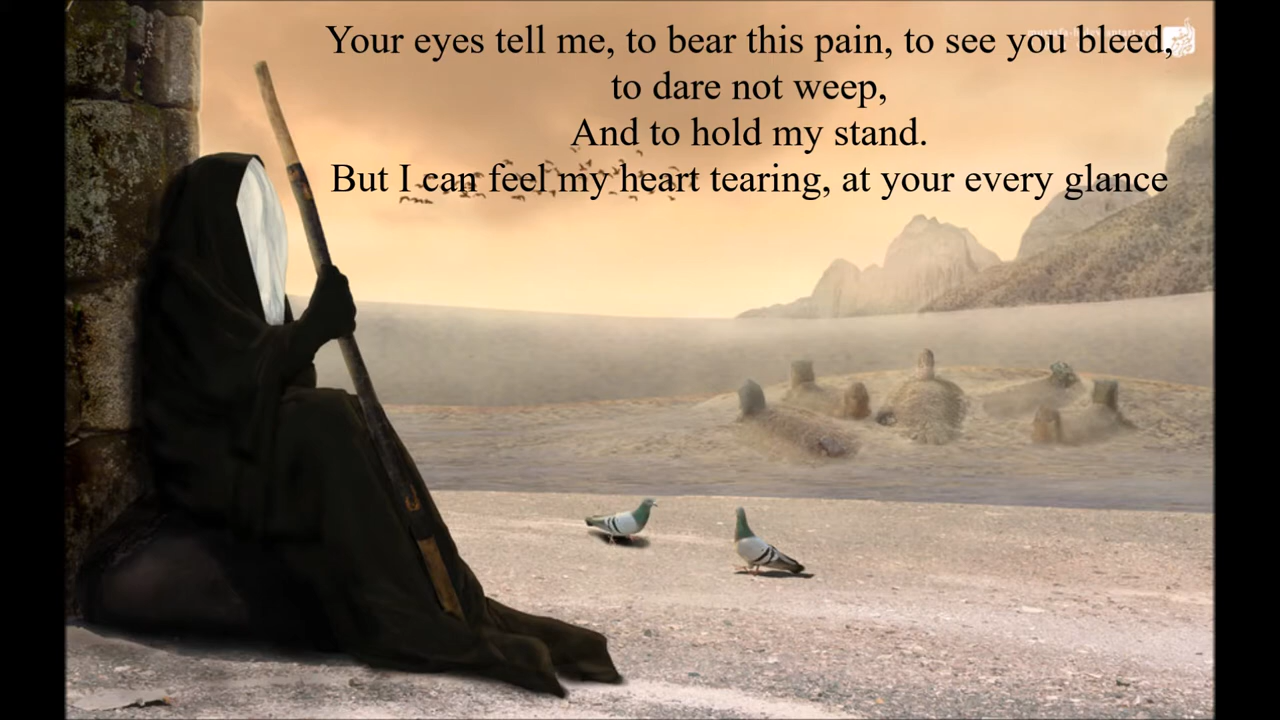 Your eyes tell me, to bear this pain, to see you bleed,
to dare not weep,
And to hold my stand.
But I can feel my heart tearing, at your every glance